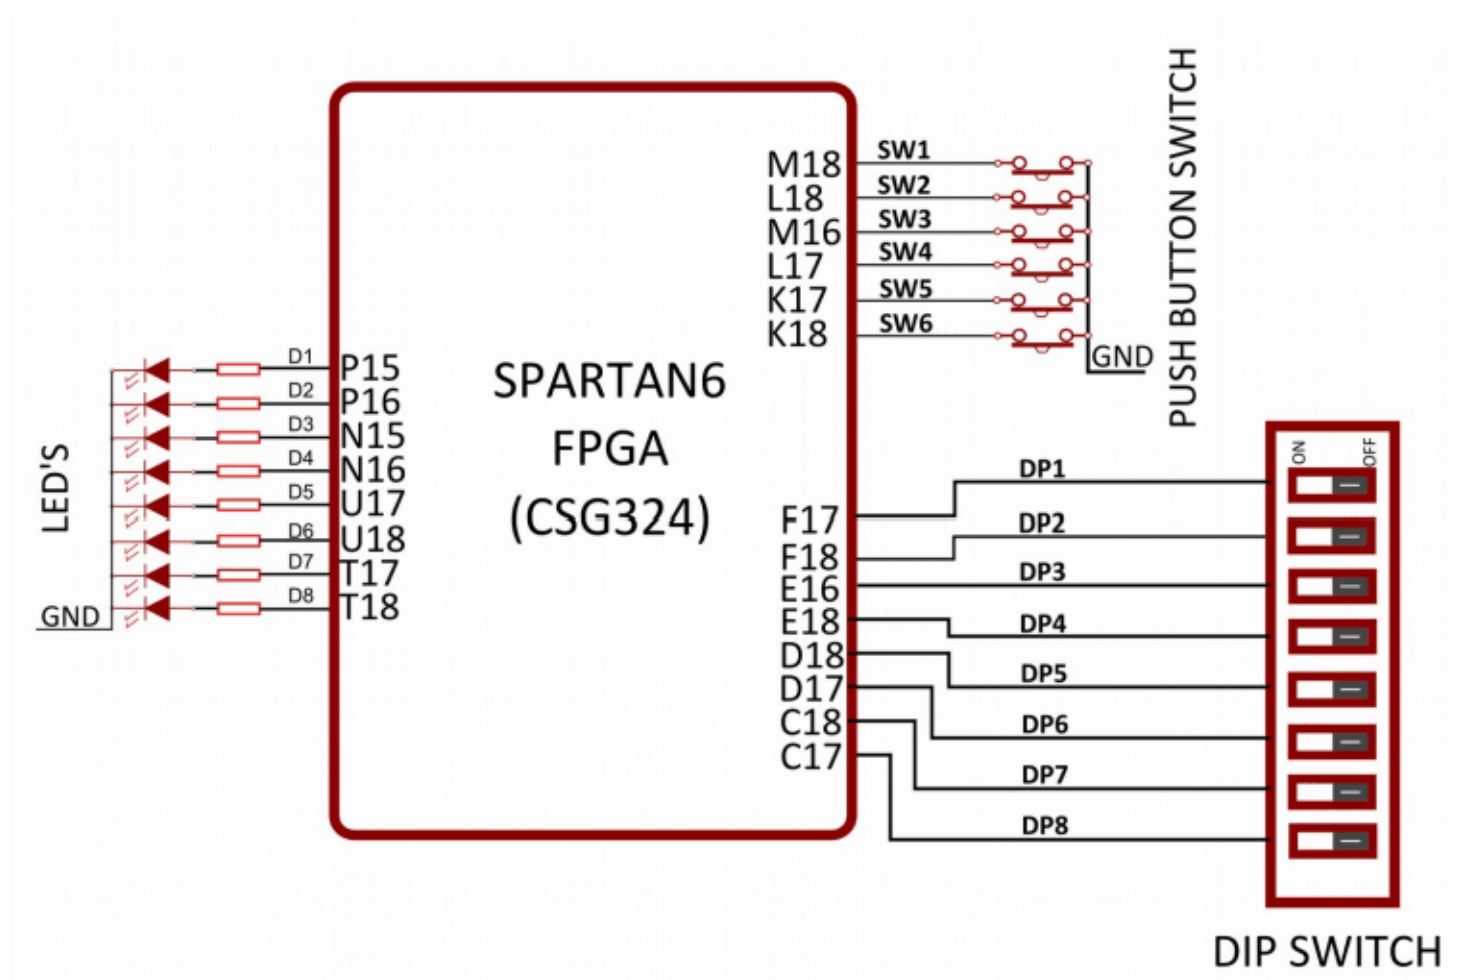 PUSH BUTTON SWITCH
SW1
M18
SW2
L18
SW3
M16
SW4
L17
SW5
K17
SW6
K18
GND
D1
P15
D2
P16
D3
N15
D4
N16
D5
U17
D6
U18
D7
T17
D8
T18
LED'S
GND
SPARTAN6
FPGA
(CSG324)
ON
OFF
DP1
F17
DP2
F18
DP3
E16
DP4
E18
DP5
D18
DP6
D17
DP7
C18
DP8
C17
DIP SWITCH